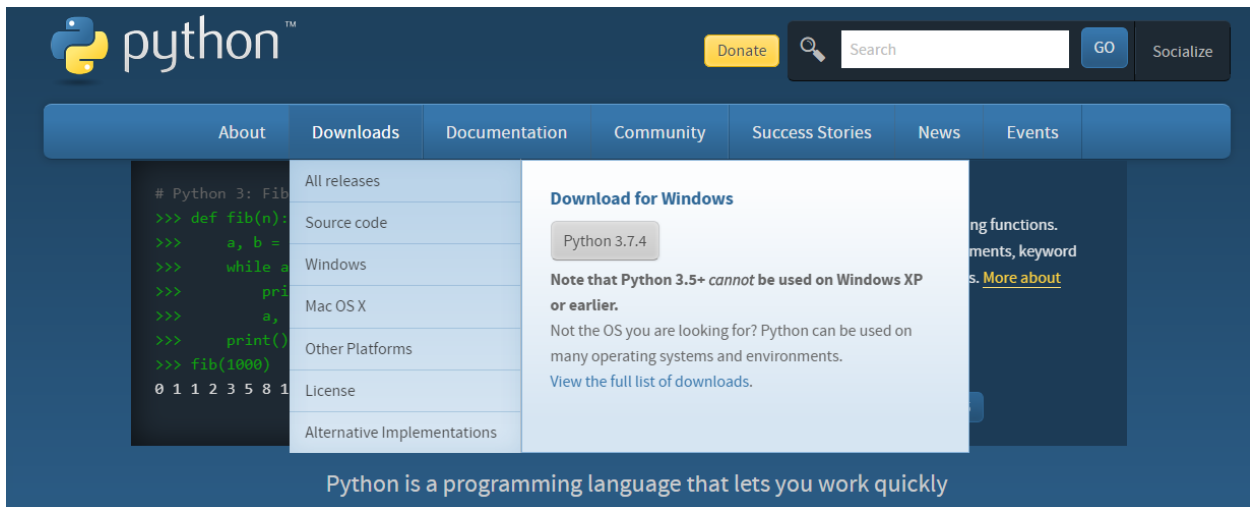 python™
Donate
Search
GO
Socialize
About Downloads Documentation Community Success Stories News Events
# Python 3: Fib
>>> def fib(n):
>>> a, b =
>>> while a
>>> pri
>>> a,
>>> print()
>>> fib(1000)
0 1 1 2 3 5 8 1
All releases
Source code
Windows
Mac OS X
Other Platforms
License
Alternative Implementations
Download for Windows
Python 3.7.4
Note that Python 3.5+ cannot be used on Windows XP
or earlier.
Not the OS you are looking for? Python can be used on
many operating systems and environments.
View the full list of downloads.
ng functions.
ments, keyword
s. More about
Python is a programming language that lets you work quickly